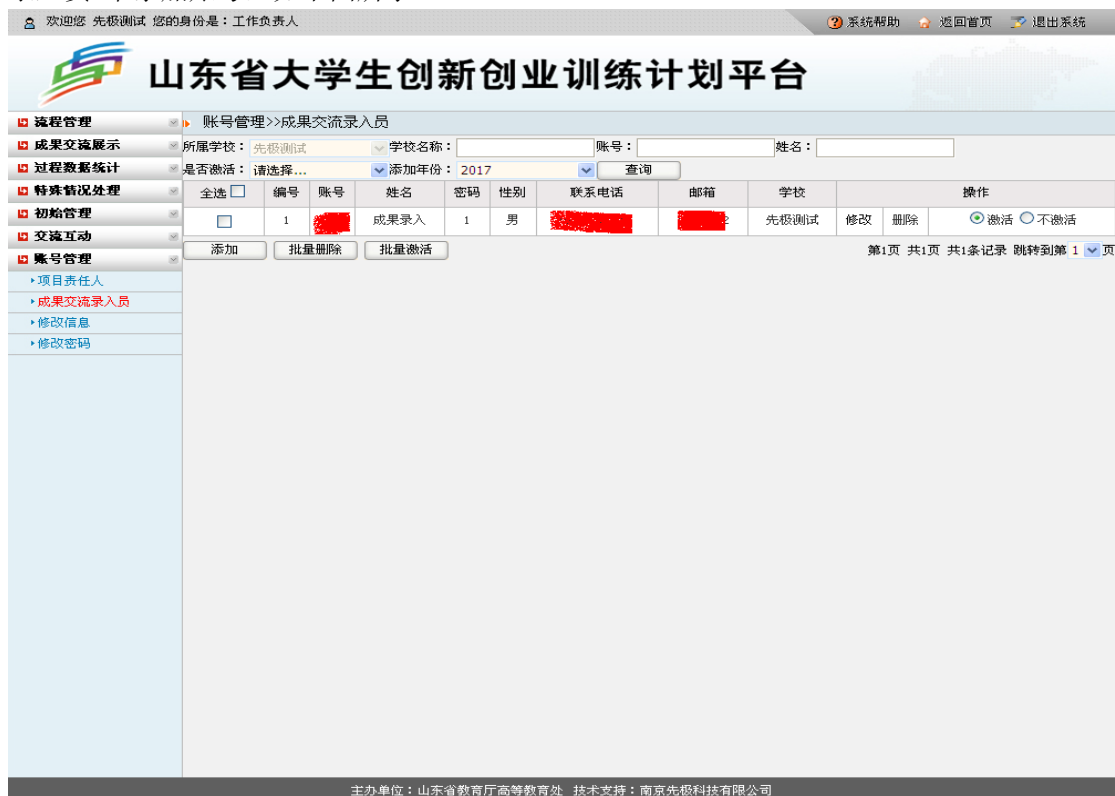 欢迎您 先极测试 您的身份是：工作负责人 系统帮助 返回首页 退出系统
山东省大学生创新创业训练计划平台
流程管理
成果交流展示
过程数据统计
特殊情况处理
初始管理
交流互动
账号管理
项目责任人
成果交流录入员
修改信息
修改密码
账号管理>>成果交流录入员
所属学校：先极测试 学校名称： 账号： 姓名：
是否激活：请选择... 添加年份：2017 查询
全选 编号 账号 姓名 密码 性别 联系电话 邮箱 学校 操作
1 成果录入 1 男 先极测试 修改 删除 激活 不激活
添加 批量删除 批量激活 第1页 共1页 共1条记录 跳转到第 1 页
主办单位：山东省教育厅高等教育处 技术支持：南京先极科技有限公司